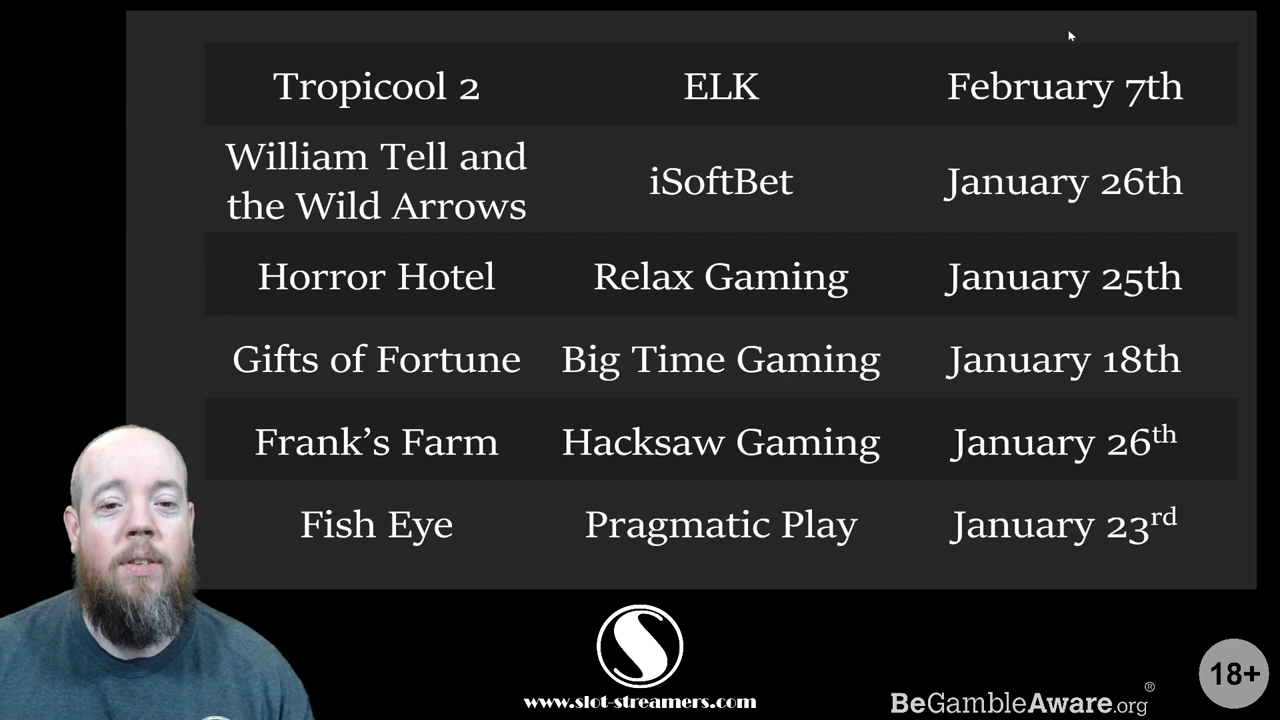 Tropicool 2 ELK February 7th
William Tell and
the Wild Arrows
iSoftBet January 26th
Horror Hotel Relax Gaming January 25th
Gifts of Fortune Big Time Gaming January 18th
Frank’s Farm Hacksaw Gaming January 26th
Fish Eye Pragmatic Play January 23rd
www.slot-streamers.com
BeGambleAware.org®
18+